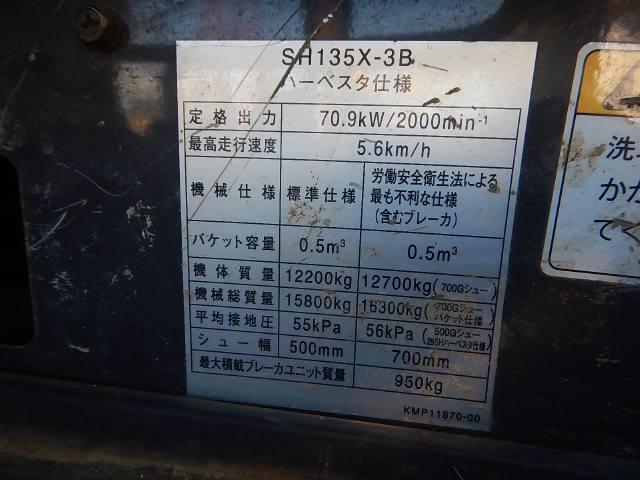 SH135X-3B
ハーベスタ仕様
定格出力 70.9kW/2000min⁻¹
最高走行速度 5.6km/h
機械仕様 標準仕様 労働安全衛生法による
最も不利な仕様
(含むブレーカ)
バケット容量 0.5m³ 0.5m³
機体質量 12200kg 12700kg(700Gシュー)
機械総質量 15800kg 16300kg(700Gシュー
バケット仕様)
平均接地圧 55kPa 56kPa(500Gシュー
25SHハーベスタ仕様)
シュー幅 500mm 700mm
最大積載ブレーカユニット質量 950kg
KMP11870-00
洗
か
てく